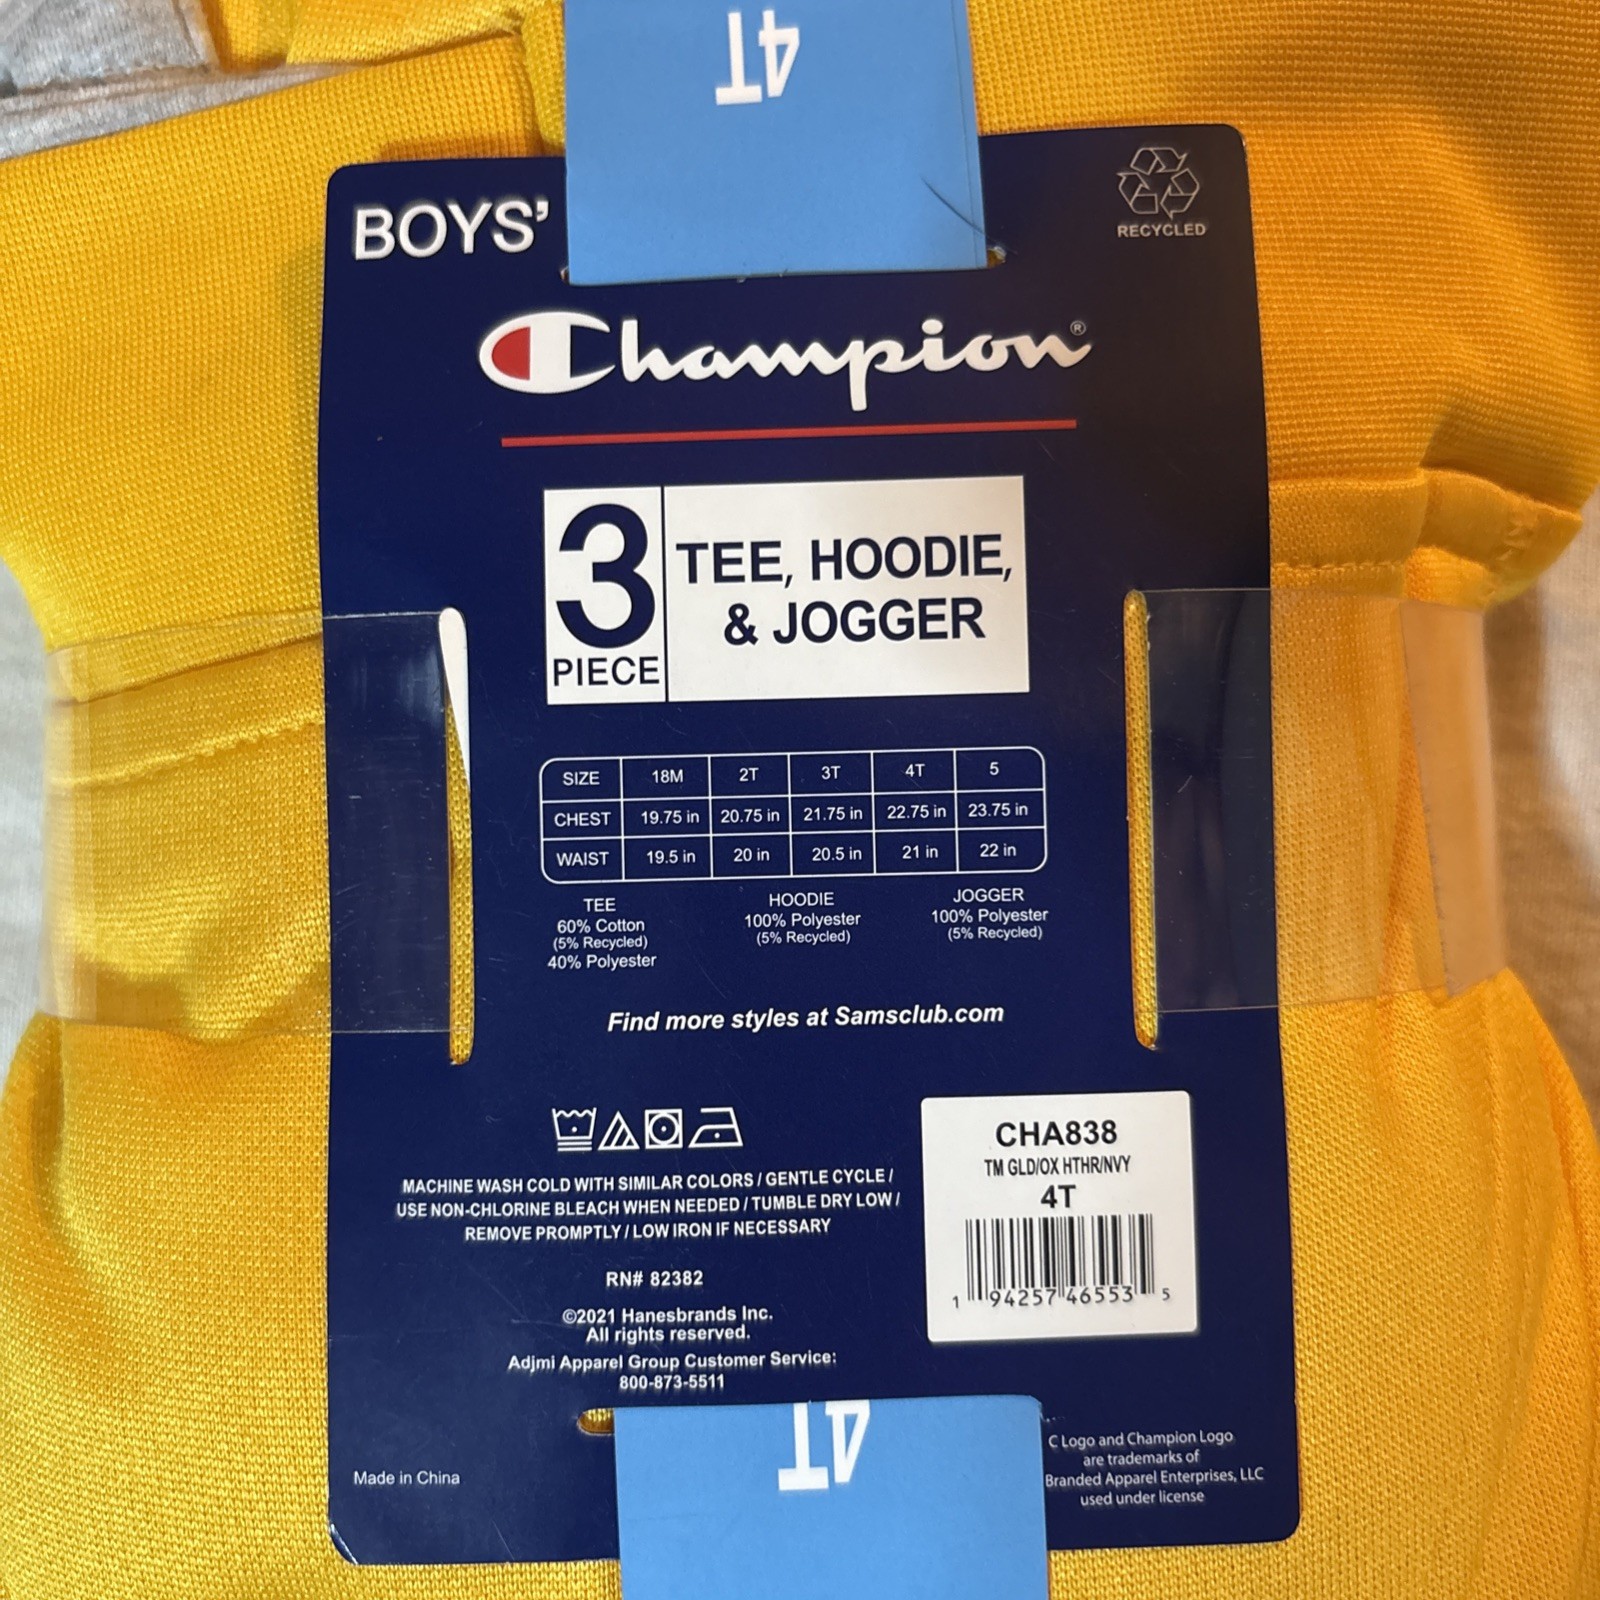 4T
BOYS'
RECYCLED
Champion®
3
PIECE
TEE, HOODIE,
& JOGGER
SIZE 18M 2T 3T 4T 5
CHEST 19.75 in 20.75 in 21.75 in 22.75 in 23.75 in
WAIST 19.5 in 20 in 20.5 in 21 in 22 in
TEE
60% Cotton
(5% Recycled)
40% Polyester
HOODIE
100% Polyester
(5% Recycled)
JOGGER
100% Polyester
(5% Recycled)
Find more styles at Samsclub.com
MACHINE WASH COLD WITH SIMILAR COLORS / GENTLE CYCLE /
USE NON-CHLORINE BLEACH WHEN NEEDED / TUMBLE DRY LOW /
REMOVE PROMPTLY / LOW IRON IF NECESSARY
CHA838
TM GLD/OX HTHR/NVY
4T
1 94257 46553 5
RN# 82382
©2021 Hanesbrands Inc.
All rights reserved.
Adjmi Apparel Group Customer Service:
800-873-5511
4T
Made in China
C Logo and Champion Logo
are trademarks of
Branded Apparel Enterprises, LLC
used under license